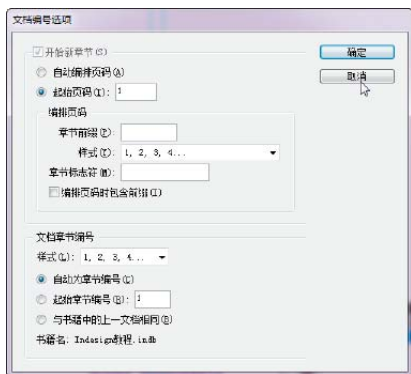 文档编号选项
开始新章节(S)
确定
自动编排页码(A)
取消
起始页码(T): 1
编排页码
章节前缀(P):
样式(Y): 1, 2, 3, 4...
章节标志符(M):
编排页码时包含前缀(I)
文档章节编号
样式(L): 1, 2, 3, 4...
自动为章节编号(C)
起始章节编号(R): 1
与书籍中的上一文档相同(B)
书籍名: Indesign教程.indb